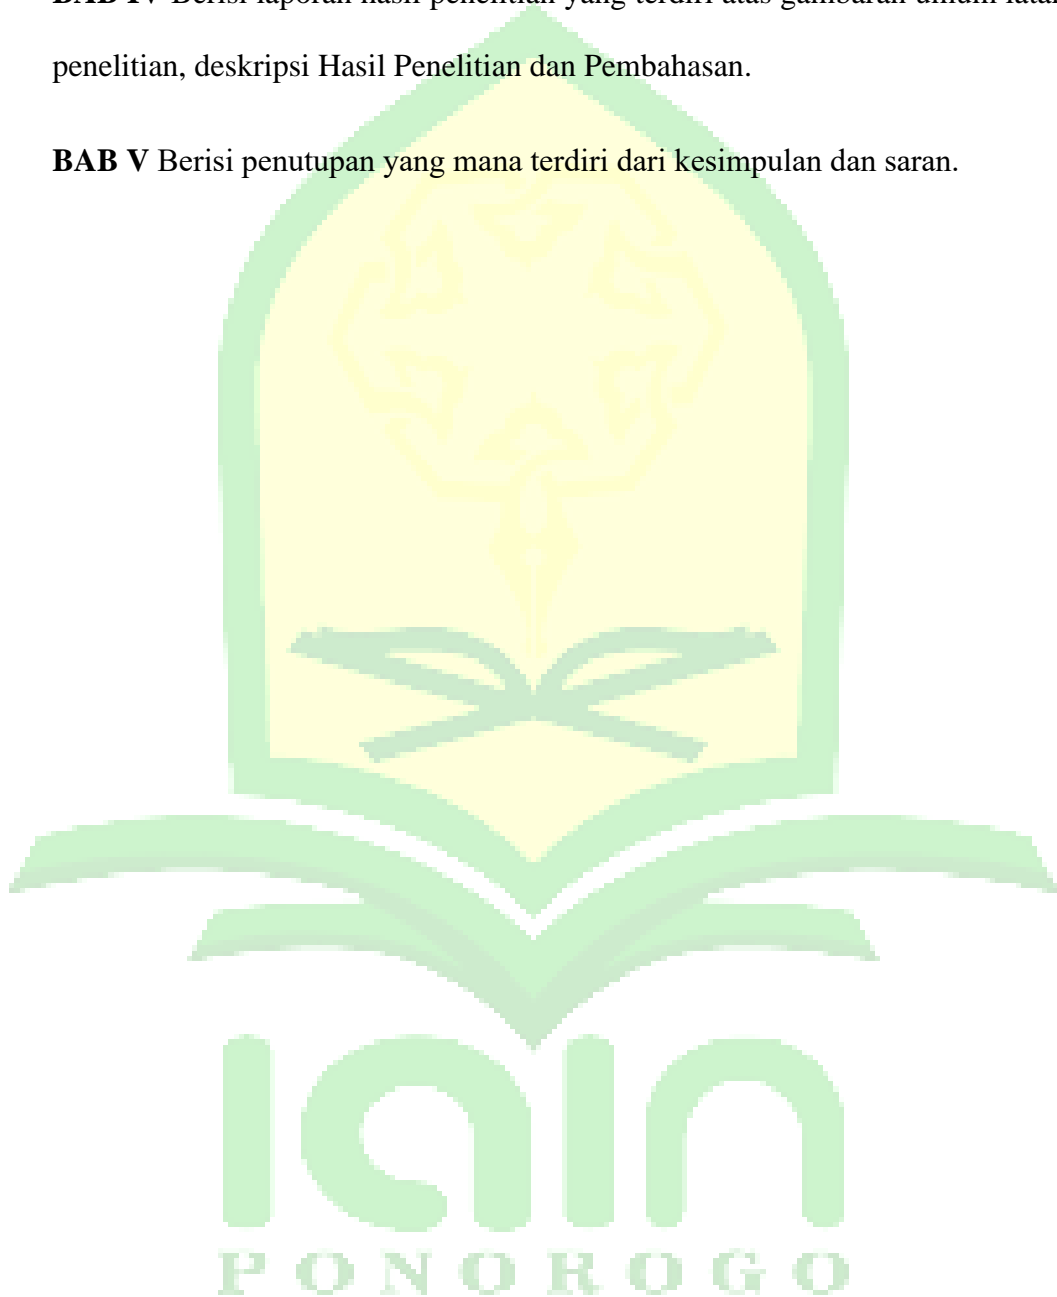 BAB IV Berisi laporan hasil penelitian yang terdiri atas gambaran umum latar
penelitian, deskripsi Hasil Penelitian dan Pembahasan.
BAB V Berisi penutupan yang mana terdiri dari kesimpulan dan saran.
iain
PONOROGO